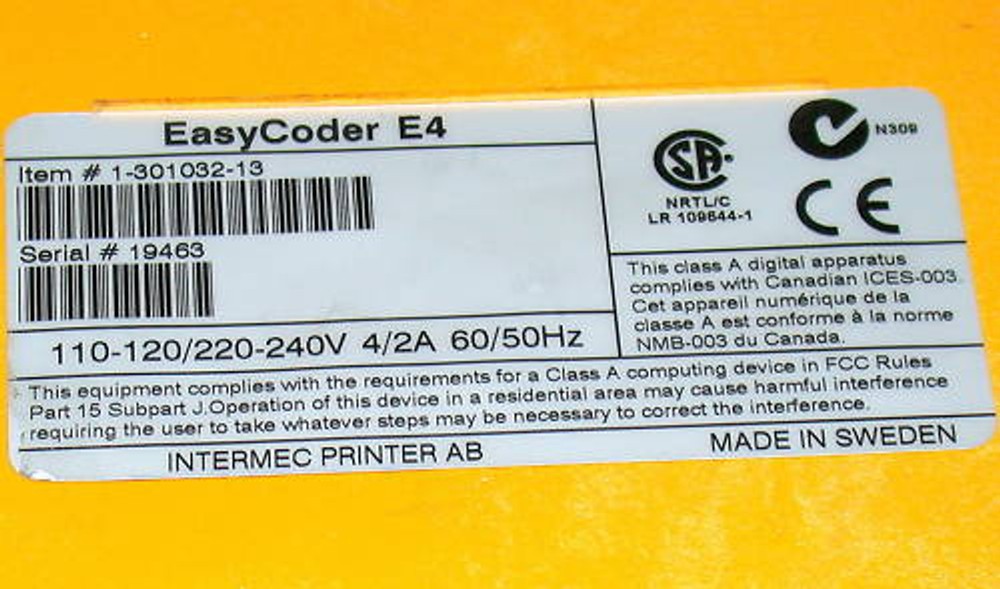 EasyCoder E4
Item # 1-301032-13
Serial # 19463
110-120/220-240V 4/2A 60/50Hz
SA
NRTL/C
LR 109644-1
N309
CE
This class A digital apparatus
complies with Canadian ICES-003.
Cet appareil numérique de la
classe A est conforme à la norme
NMB-003 du Canada.
This equipment complies with the requirements for a Class A computing device in FCC Rules
Part 15 Subpart J.Operation of this device in a residential area may cause harmful interference
requiring the user to take whatever steps may be necessary to correct the interference.
INTERMEC PRINTER AB
MADE IN SWEDEN